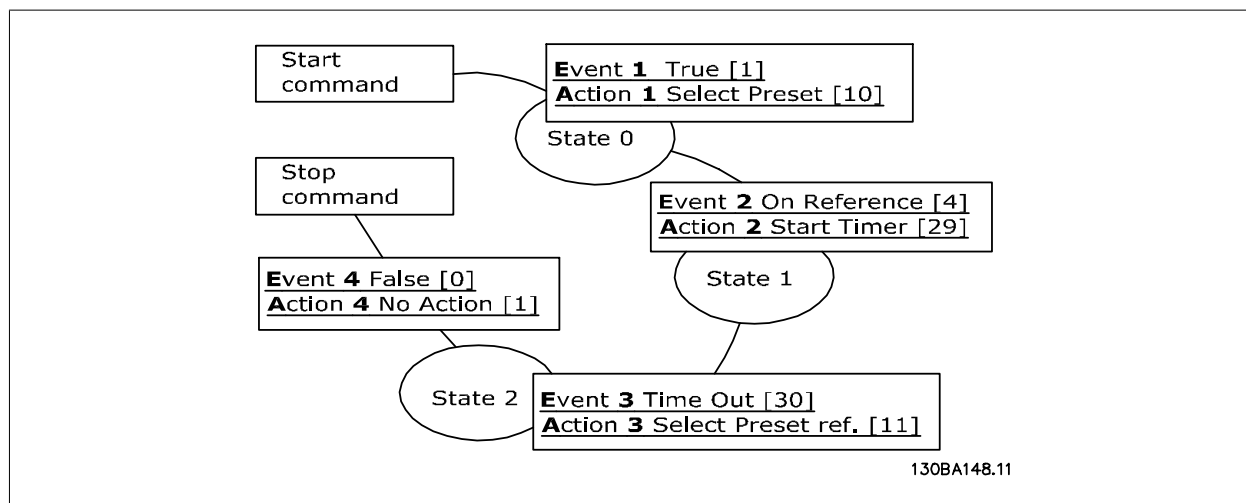 Start
command
Event 1 True [1]
Action 1 Select Preset [10]
State 0
Stop
command
Event 2 On Reference [4]
Action 2 Start Timer [29]
State 1
Event 4 False [0]
Action 4 No Action [1]
State 2
Event 3 Time Out [30]
Action 3 Select Preset ref. [11]
130BA148.11